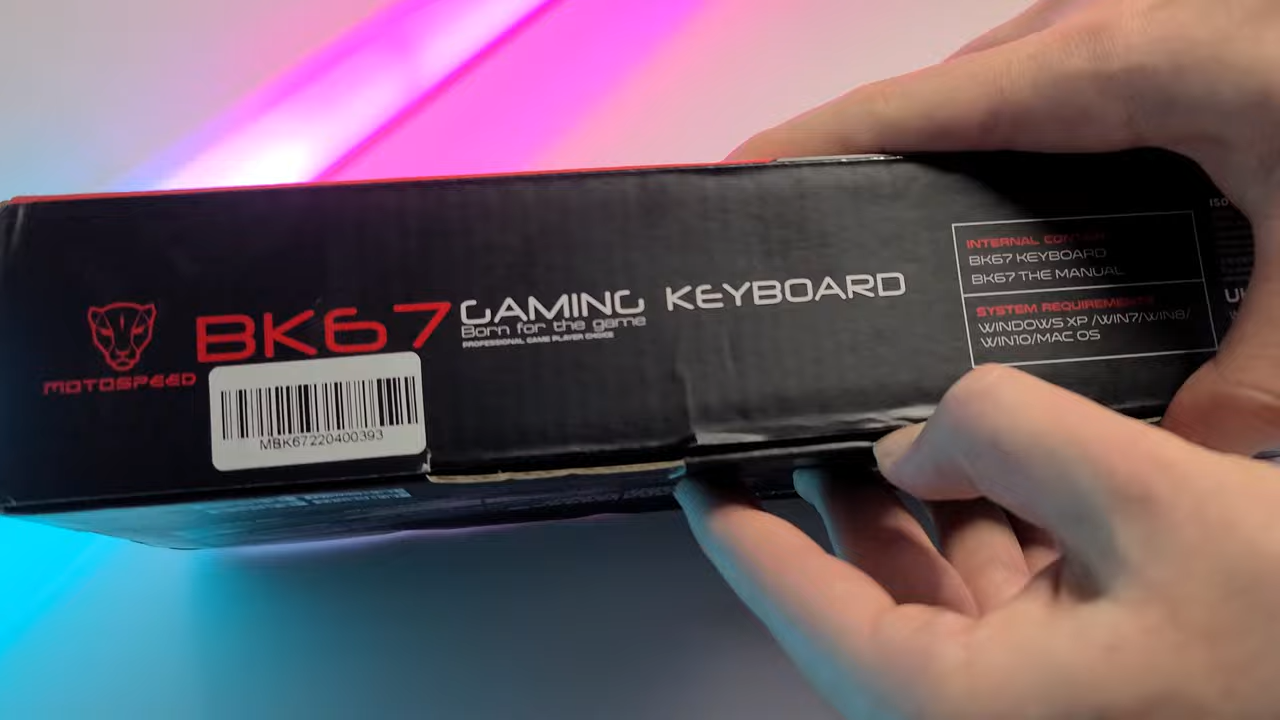 MOTOSPEED
BK67
GAMING KEYBOARD
Born for the game
PROFESSIONAL GAME PLAYER CHOICE
MBK67220400393
INTERNAL
BK67 KEYBOARD
BK67 THE MANUAL
SYSTEM REQUIREMENTS
WINDOWS XP /WIN7/WIN8/
WIN10/MAC OS
ISO